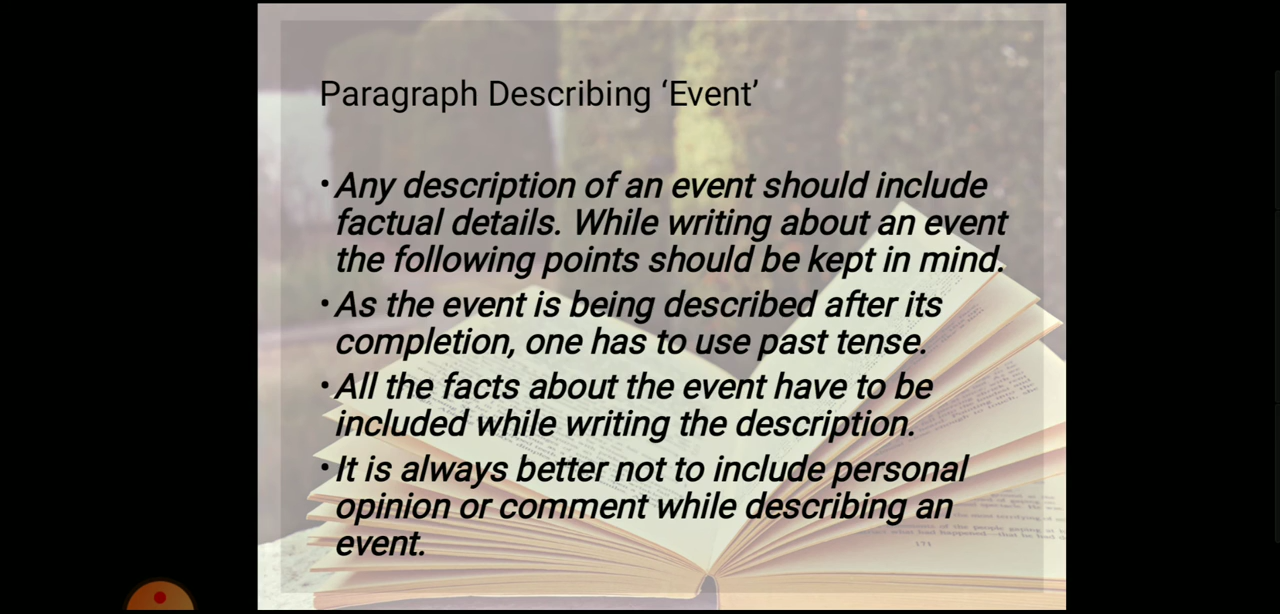 Paragraph Describing ‘Event’
• Any description of an event should include
factual details. While writing about an event
the following points should be kept in mind.
• As the event is being described after its
completion, one has to use past tense.
• All the facts about the event have to be
included while writing the description.
• It is always better not to include personal
opinion or comment while describing an
event.
171